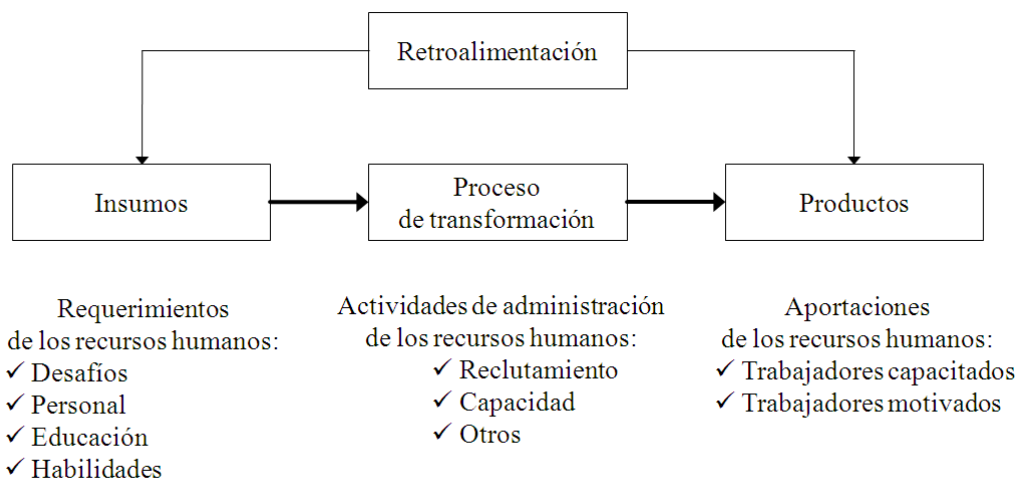 Retroalimentación
Insumos
Proceso
de transformación
Productos
Requerimientos
de los recursos humanos:
✓ Desafíos
✓ Personal
✓ Educación
✓ Habilidades
Actividades de administración
de los recursos humanos:
✓ Reclutamiento
✓ Capacidad
✓ Otros
Aportaciones
de los recursos humanos:
✓ Trabajadores capacitados
✓ Trabajadores motivados